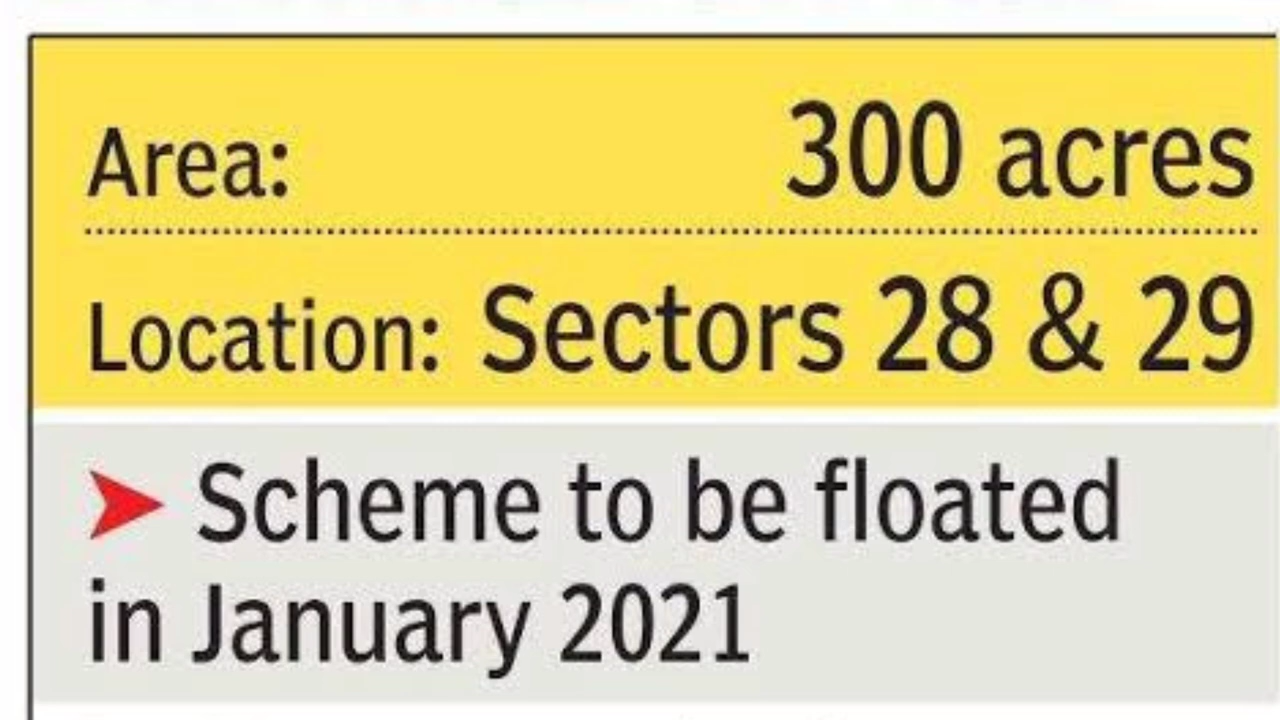 Area: 300 acres
Location: Sectors 28 & 29
➤ Scheme to be floated
in January 2021